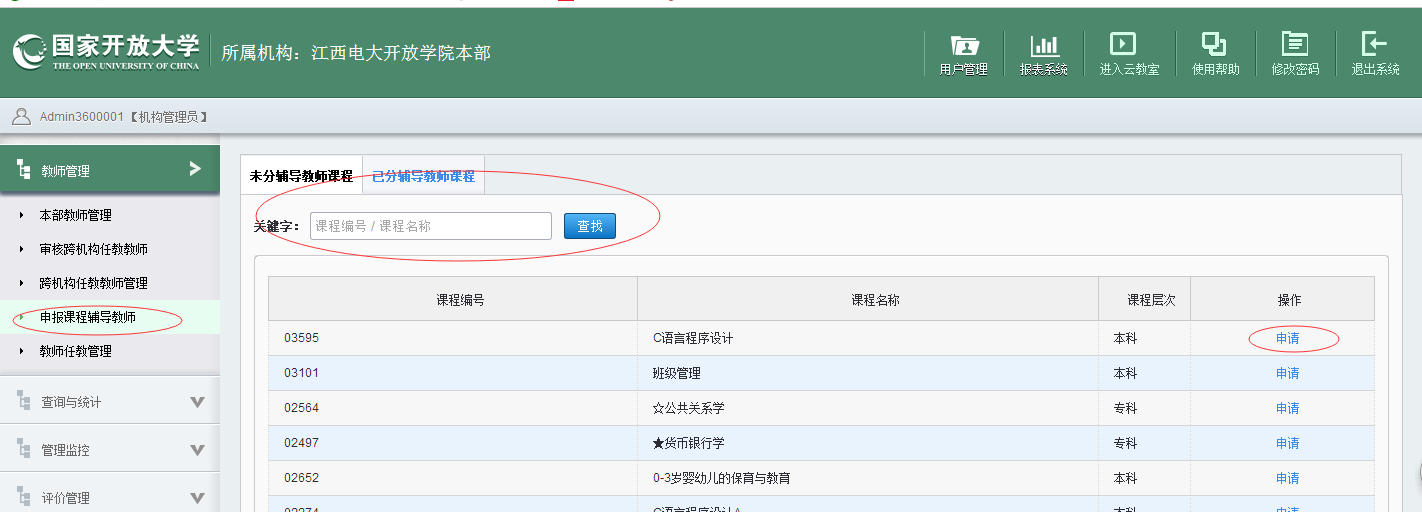 国家开放大学
THE OPEN UNIVERSITY OF CHINA
所属机构：江西电大开放学院本部
用户管理
报表系统
进入云教室
使用帮助
修改密码
退出系统
Admin3600001【机构管理员】
教师管理
本部教师管理
审核跨机构任教教师
跨机构任教教师管理
申报课程辅导教师
教师任教管理
查询与统计
管理监控
评价管理
未分辅导教师课程 已分辅导教师课程
关键字： 课程编号 / 课程名称 查找
课程编号 课程名称 课程层次 操作
03595 C语言程序设计 本科 申请
03101 班级管理 本科 申请
02564 ☆公共关系学 专科 申请
02497 ★货币银行学 专科 申请
02652 0-3岁婴幼儿的保育与教育 本科 申请